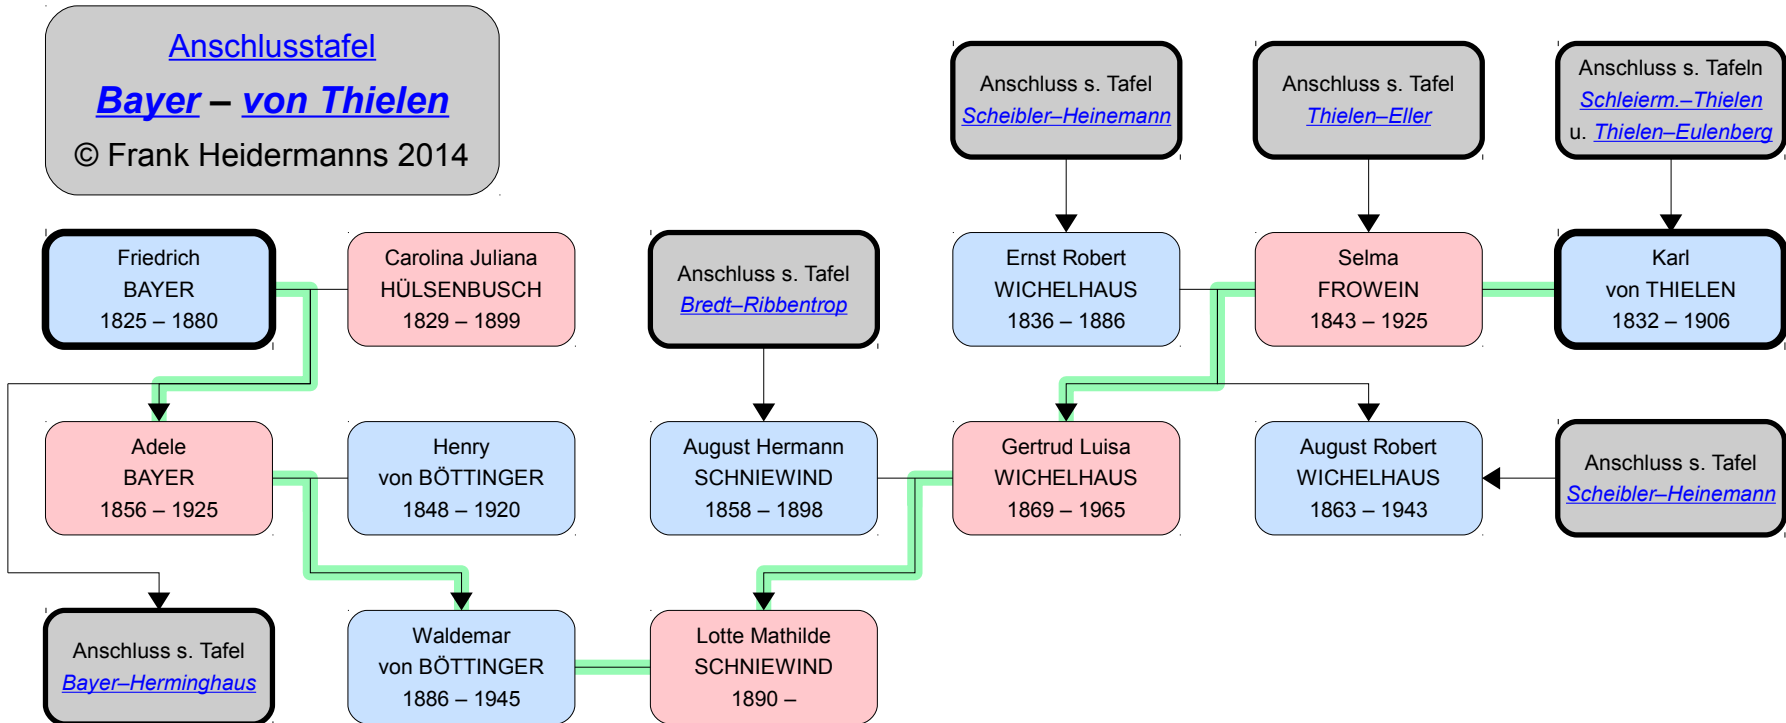 Anschlusstafel
Bayer – von Thielen
© Frank Heidermanns 2014
Anschluss s. Tafel
Scheibler–Heinemann
Anschluss s. Tafel
Thielen–Eller
Anschluss s. Tafeln
Schleierm.–Thielen
u. Thielen–Eulenberg
Friedrich
BAYER
1825 – 1880
Carolina Juliana
HÜLSENBUSCH
1829 – 1899
Anschluss s. Tafel
Bredt–Ribbentrop
Ernst Robert
WICHELHAUS
1836 – 1886
Selma
FROWEIN
1843 – 1925
Karl
von THIELEN
1832 – 1906
Adele
BAYER
1856 – 1925
Henry
von BÖTTINGER
1848 – 1920
August Hermann
SCHNIEWIND
1858 – 1898
Gertrud Luisa
WICHELHAUS
1869 – 1965
August Robert
WICHELHAUS
1863 – 1943
Anschluss s. Tafel
Scheibler–Heinemann
Anschluss s. Tafel
Bayer–Herminghaus
Waldemar
von BÖTTINGER
1886 – 1945
Lotte Mathilde
SCHNIEWIND
1890 –